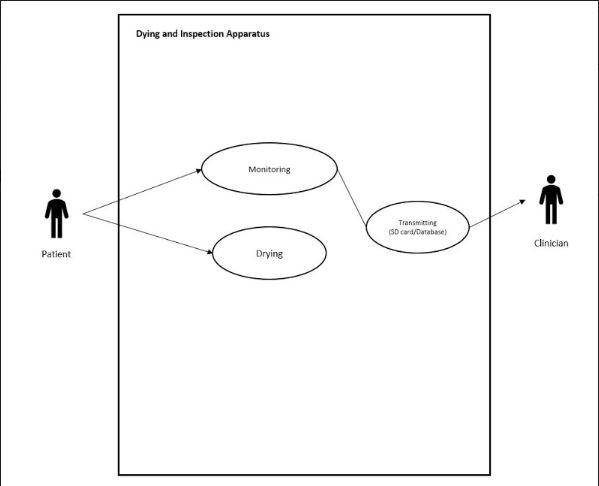 Dying and Inspection Apparatus
Monitoring
Transmitting
(SD card/Database)
Clinician
Patient
Drying